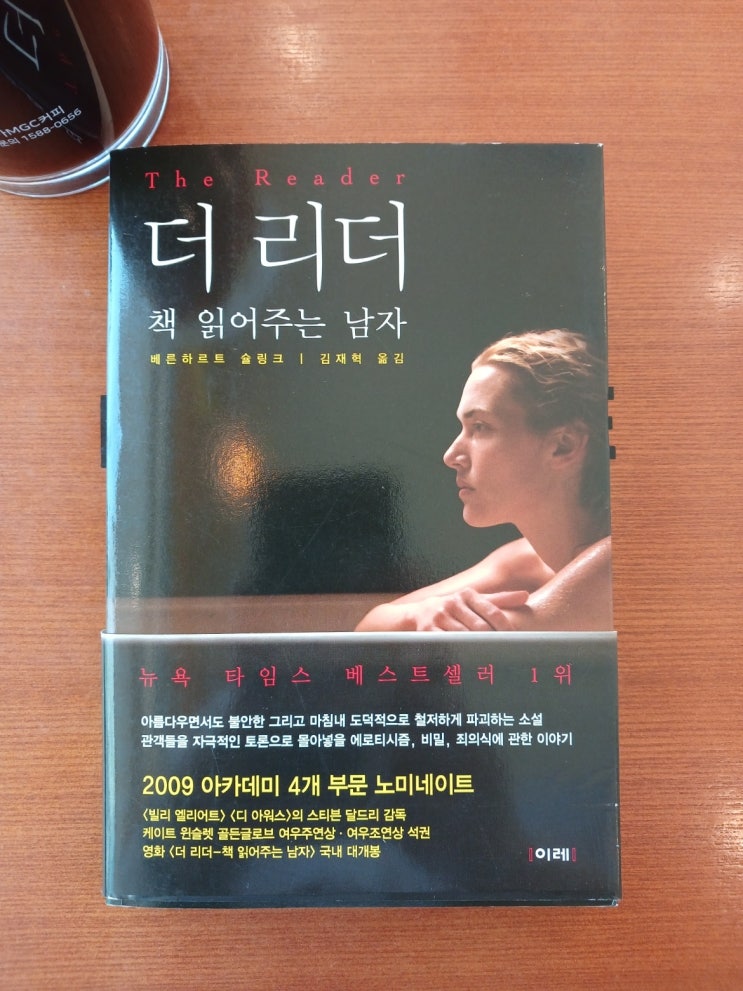 MGC커피
1588-0656
The Reader
더 리더
책 읽어주는 남자
베른하르트 슐링크 | 김재혁 옮김
뉴욕 타임스 베스트셀러 1위
아름다우면서도 불안한 그리고 마침내 도덕적으로 철저하게 파괴하는 소설
관객들을 자극적인 토론으로 몰아넣을 에로티시즘, 비밀, 죄의식에 관한 이야기
2009 아카데미 4개 부문 노미네이트
〈빌리 엘리어트〉 〈디 아워스〉의 스티븐 달드리 감독
케이트 윈슬렛 골든글로브 여우주연상 · 여우조연상 석권
영화 〈더 리더-책 읽어주는 남자〉 국내 대개봉
[이레]